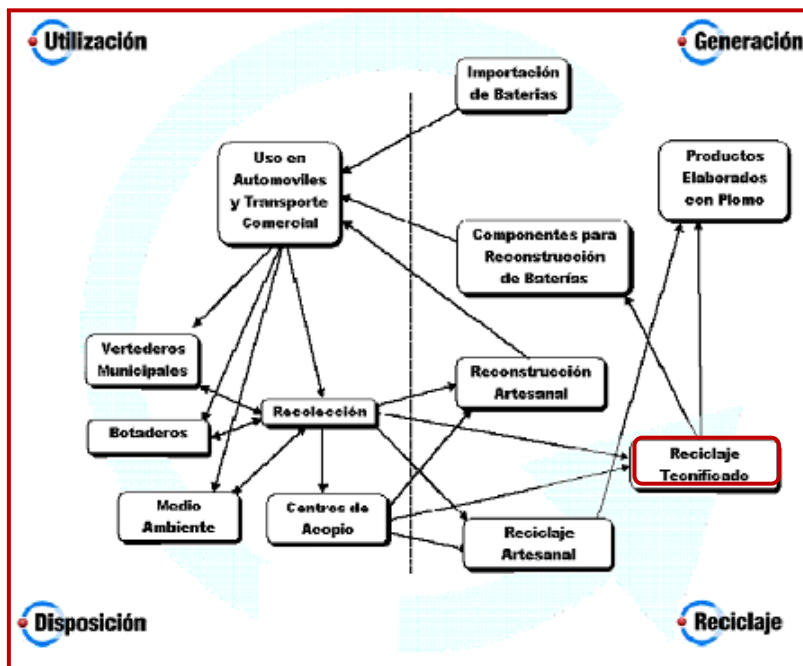 Utilización
Generación
Importación
de Baterias
Uso en
Automoviles
y Transporte
Comercial
Productos
Elaborados
con Plomo
Componentes para
Reconstrucción
de Baterías
Vertederos
Municipales
Reconstrucción
Artesanal
Recolección
Botaderos
Reciclaje
Tecnificado
Medio
Ambiente
Centros de
Acopio
Reciclaje
Artesanal
Disposición
Reciclaje